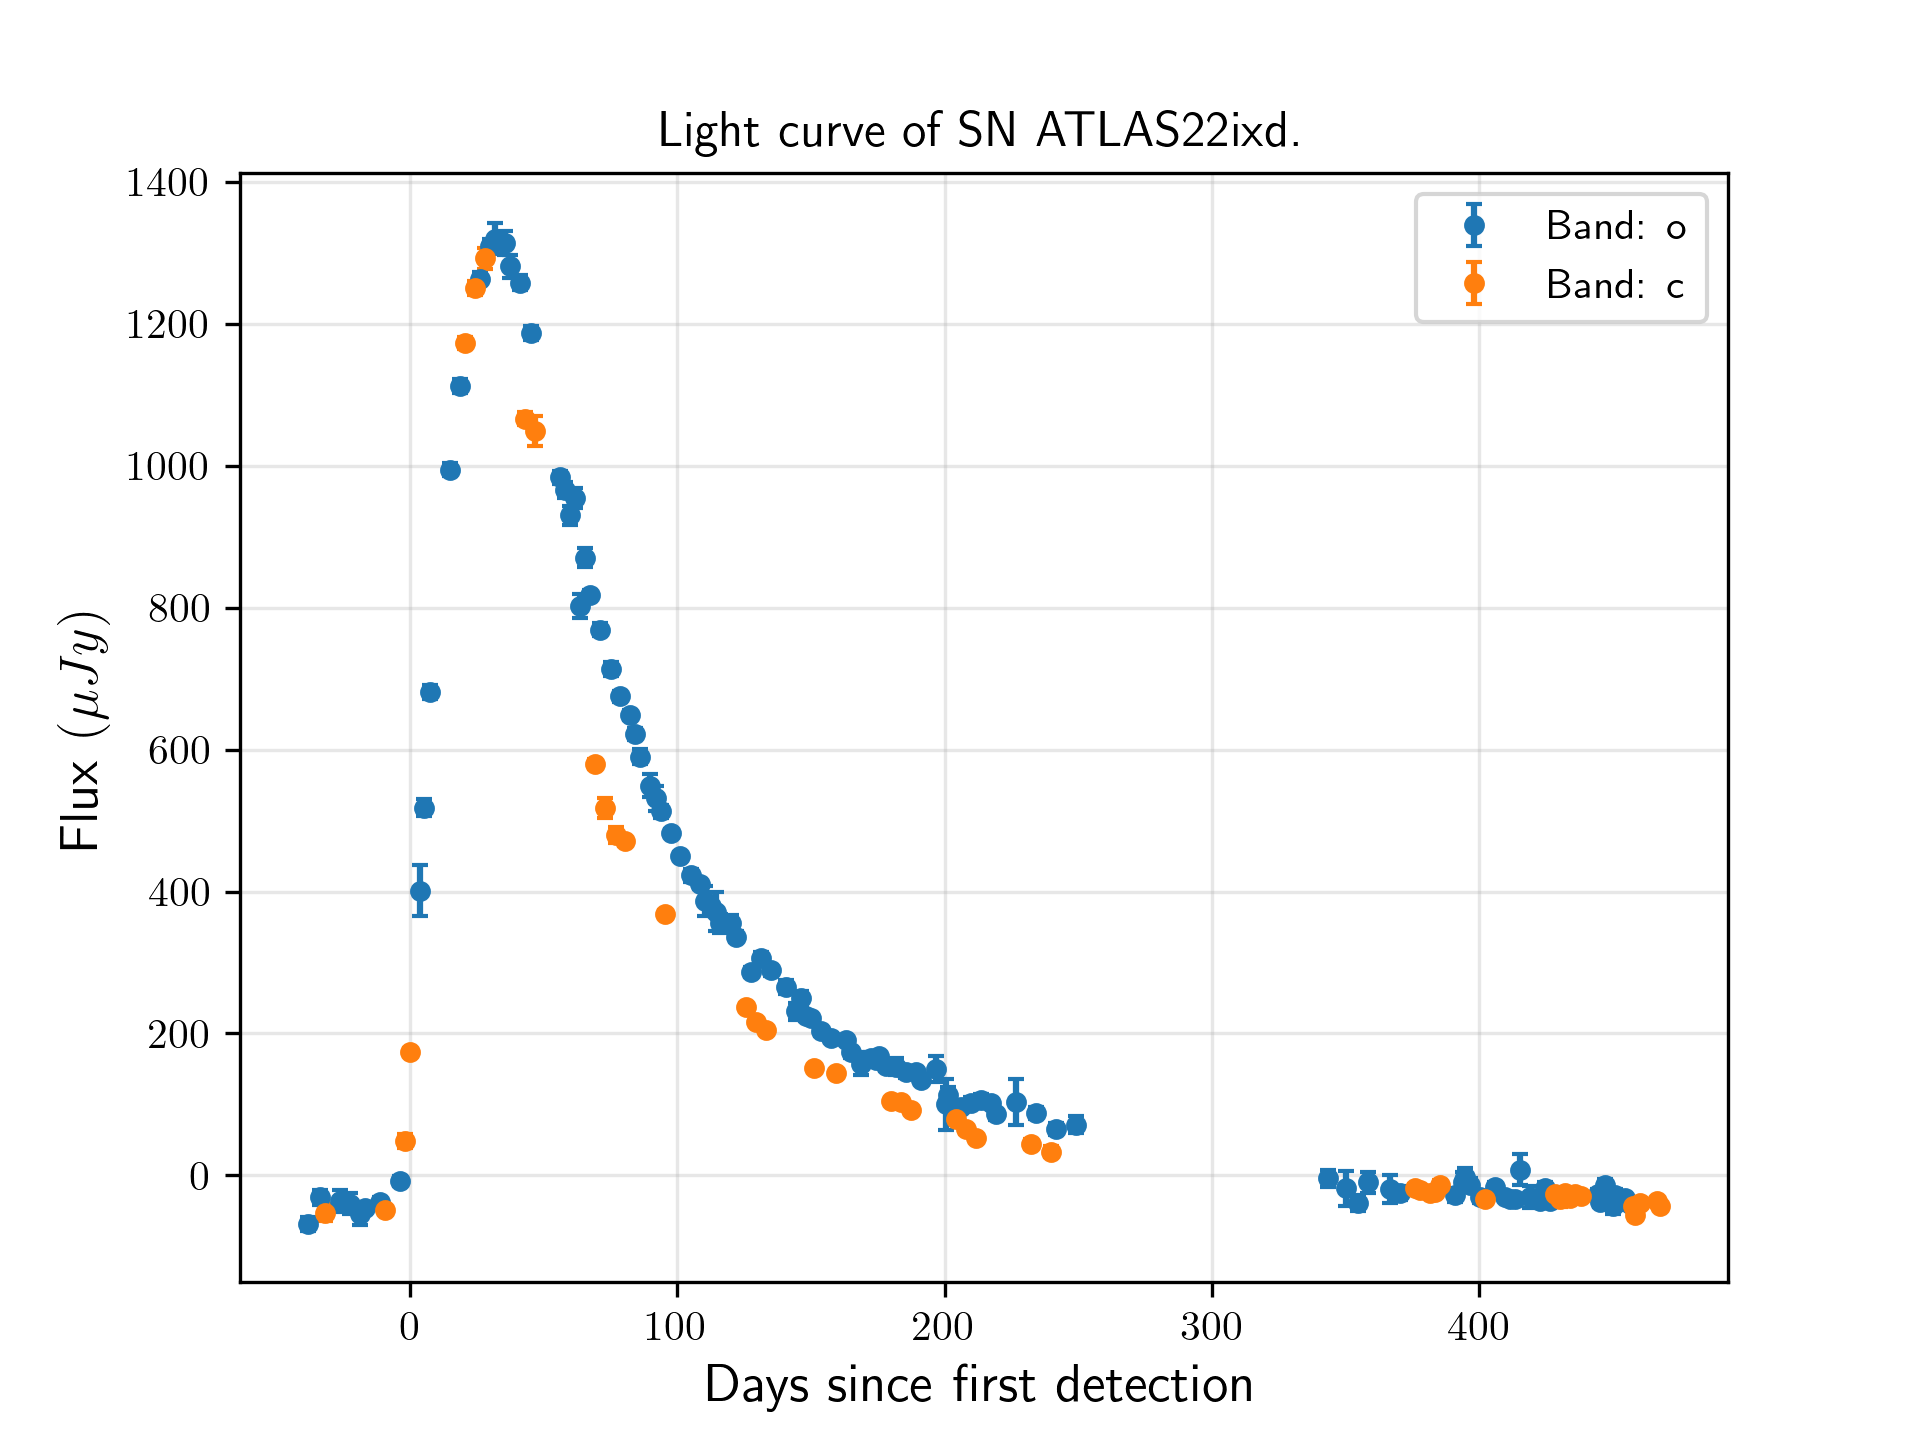 Light curve of SN ATLAS22ixd.
Band: o
Band: c
1400
1200
1000
800
600
400
200
0
Flux (μJy)
0 100 200 300 400
Days since first detection